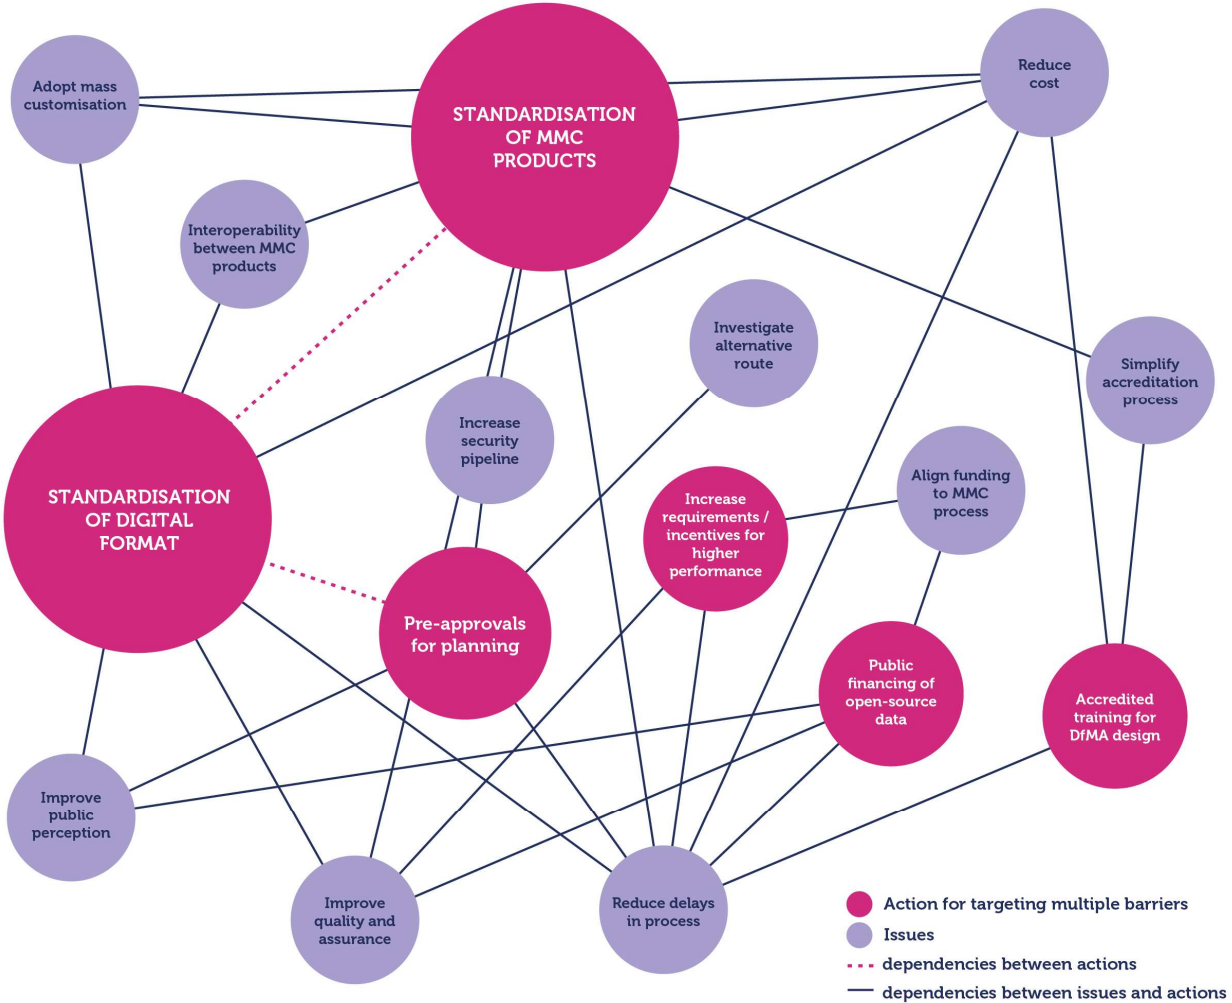 Adopt mass
customisation
STANDARDISATION
OF MMC
PRODUCTS
Reduce
cost
Interoperability
between MMC
products
Investigate
alternative
route
Simplify
accreditation
process
Increase
security
pipeline
STANDARDISATION
OF DIGITAL
FORMAT
Increase
requirements /
incentives for
higher
performance
Align funding
to MMC
process
Pre-approvals
for planning
Public
financing of
open-source
data
Accredited
training for
DfMA design
Improve
public
perception
Improve
quality and
assurance
Reduce delays
in process
Action for targeting multiple barriers
Issues
dependencies between actions
dependencies between issues and actions